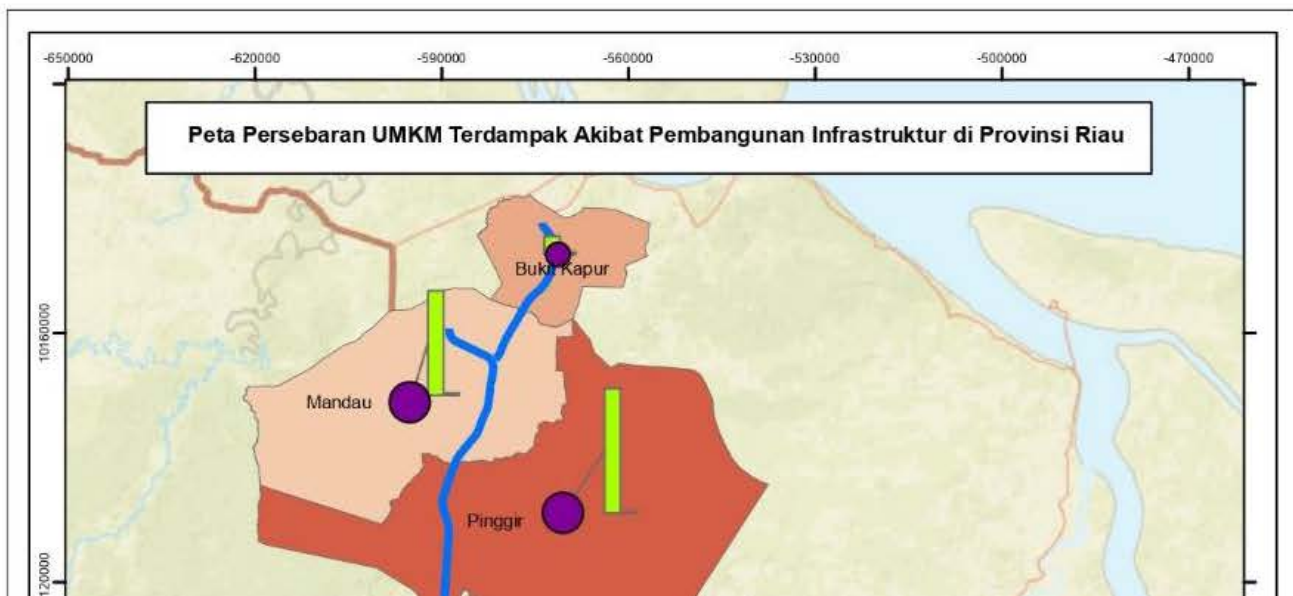 -650000 -620000 -590000 -560000 -530000 -500000 -470000
Peta Persebaran UMKM Terdampak Akibat Pembangunan Infrastruktur di Provinsi Riau
Bukit Kapur
10160000
Mandau
Pinggir
120000